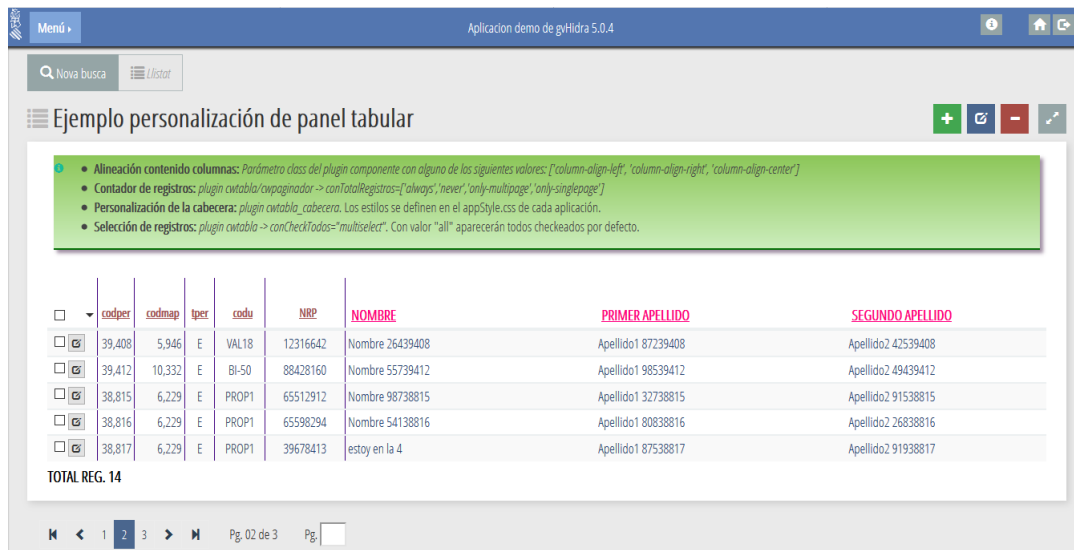 Menú
Aplicacion demo de gvHidra 5.0.4
Nova busca
Llistat
Ejemplo personalización de panel tabular
Alineación contenido columnas: Parámetro class del plugin componente con alguno de los siguientes valores: ['column-align-left', 'column-align-right', 'column-align-center']
Contador de registros: plugin cwtabla/cwpaginador -> conTotalRegistros=['always','never','only-multipage','only-singlepage']
Personalización de la cabecera: plugin cwtabla_cabecera. Los estilos se definen en el appStyle.css de cada aplicación.
Selección de registros: plugin cwtabla -> conCheckTodos="multiselect". Con valor "all" aparecerán todos checkeados por defecto.
codper codmap tper codu NRP NOMBRE PRIMER APELLIDO SEGUNDO APELLIDO
39,408 5,946 E VAL18 12316642 Nombre 26439408 Apellido1 87239408 Apellido2 42539408
39,412 10,332 E BI-50 88428160 Nombre 55739412 Apellido1 98539412 Apellido2 49439412
38,815 6,229 E PROP1 65512912 Nombre 98738815 Apellido1 32738815 Apellido2 91538815
38,816 6,229 E PROP1 65598294 Nombre 54138816 Apellido1 80838816 Apellido2 26838816
38,817 6,229 E PROP1 39678413 estoy en la 4 Apellido1 87538817 Apellido2 91938817
TOTAL REG. 14
1 2 3 Pg. 02 de 3 Pg.